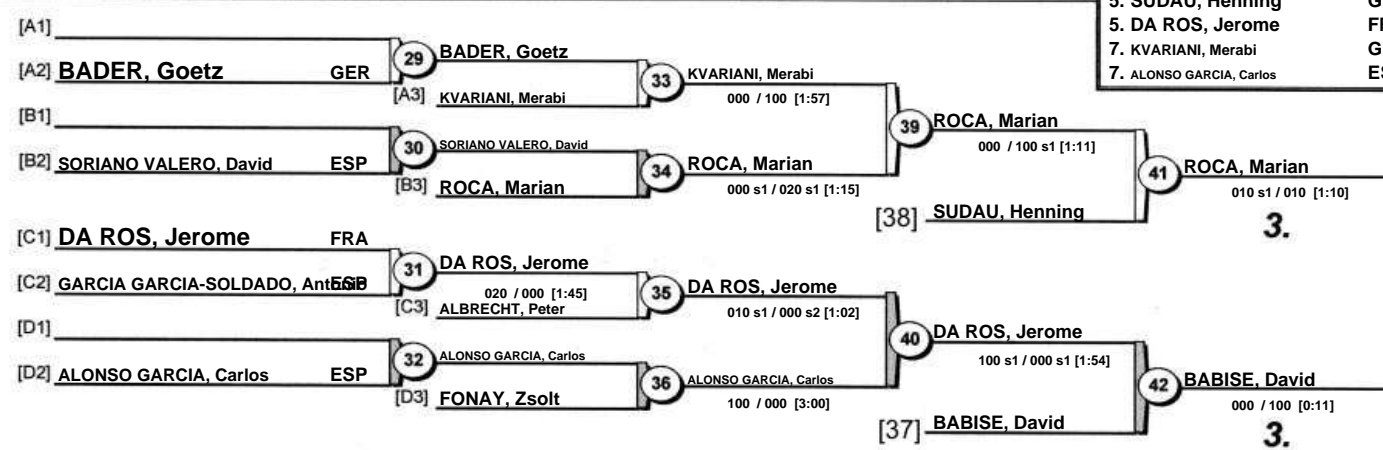 5. SUDAU, Henning
5. DA ROS, Jerome
7. KVARIANI, Merabi
7. ALONSO GARCIA, Carlos
[A1]
[A2] BADER, Goetz GER
29
BADER, Goetz
[A3] KVARIANI, Merabi
33
KVARIANI, Merabi
000 / 100 [1:57]
[B1]
[B2] SORIANO VALERO, David ESP
30
SORIANO VALERO, David
[B3] ROCA, Marian
34
ROCA, Marian
000 s1 / 020 s1 [1:15]
39
ROCA, Marian
000 / 100 s1 [1:11]
[38] SUDAU, Henning
41
ROCA, Marian
010 s1 / 010 [1:10]
3.
[C1] DA ROS, Jerome FRA
[C2] GARCIA GARCIA-SOLDADO, Antonio ESP
31
DA ROS, Jerome
020 / 000 [1:45]
[C3] ALBRECHT, Peter
35
DA ROS, Jerome
010 s1 / 000 s2 [1:02]
[D1]
[D2] ALONSO GARCIA, Carlos ESP
32
ALONSO GARCIA, Carlos
[D3] FONAY, Zsolt
36
ALONSO GARCIA, Carlos
100 / 000 [3:00]
40
DA ROS, Jerome
100 s1 / 000 s1 [1:54]
[37] BABISE, David
42
BABISE, David
000 / 100 [0:11]
3.